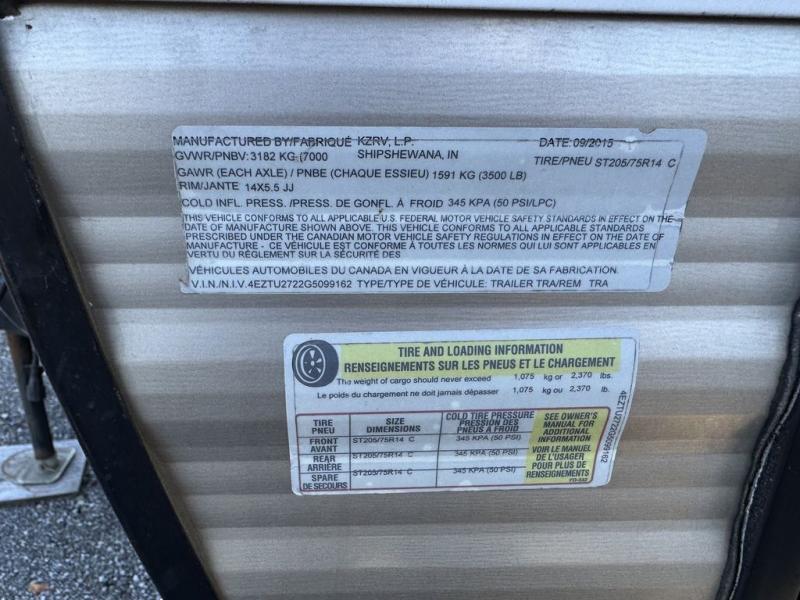 MANUFACTURED BY/FABRIQUÉ KZRV, L.P. DATE: 09/2015
GVWR/PNBV: 3182 KG (7000 SHIPSHEWANA, IN TIRE/PNEU ST205/75R14 C
GAWR (EACH AXLE) / PNBE (CHAQUE ESSIEU) 1591 KG (3500 LB)
RIM/JANTE 14X5.5 JJ
COLD INFL. PRESS. /PRESS. DE GONFL. À FROID 345 KPA (50 PSI/LPC)
THIS VEHICLE CONFORMS TO ALL APPLICABLE U.S. FEDERAL MOTOR VEHICLE SAFETY STANDARDS IN EFFECT ON THE
DATE OF MANUFACTURE SHOWN ABOVE. THIS VEHICLE CONFORMS TO ALL APPLICABLE STANDARDS
PRESCRIBED UNDER THE CANADIAN MOTOR VEHICLE SAFETY REGULATIONS IN EFFECT ON THE DATE OF
MANUFACTURE - CE VÉHICULE EST CONFORME À TOUTES LES NORMES QUI LUI SONT APPLICABLES EN
VERTU DU RÈGLEMENT SUR LA SÉCURITÉ DES
VÉHICULES AUTOMOBILES DU CANADA EN VIGUEUR À LA DATE DE SA FABRICATION.
V.I.N./N.I.V. 4EZTU2722G5099162 TYPE/TYPE DE VÉHICULE: TRAILER TRA/REM TRA
TIRE AND LOADING INFORMATION
RENSEIGNEMENTS SUR LES PNEUS ET LE CHARGEMENT
The weight of cargo should never exceed 1,075 kg or 2,370 lbs.
Le poids du chargement ne doit jamais dépasser 1,075 kg ou 2,370 lb.
TIRE
PNEU
SIZE
DIMENSIONS
COLD TIRE PRESSURE
PRESSION DES
PNEUS A FROID
FRONT
AVANT
ST205/75R14 C 345 KPA (50 PSI)
REAR
ARRIÈRE
ST205/75R14 C 345 KPA (50 PSI)
SPARE
DE SECOURS
ST205/75R14 C 345 KPA (50 PSI)
SEE OWNER'S
MANUAL FOR
ADDITIONAL
INFORMATION
VOIR LE MANUEL
DE L'USAGER
POUR PLUS DE
RENSEIGNEMENTS